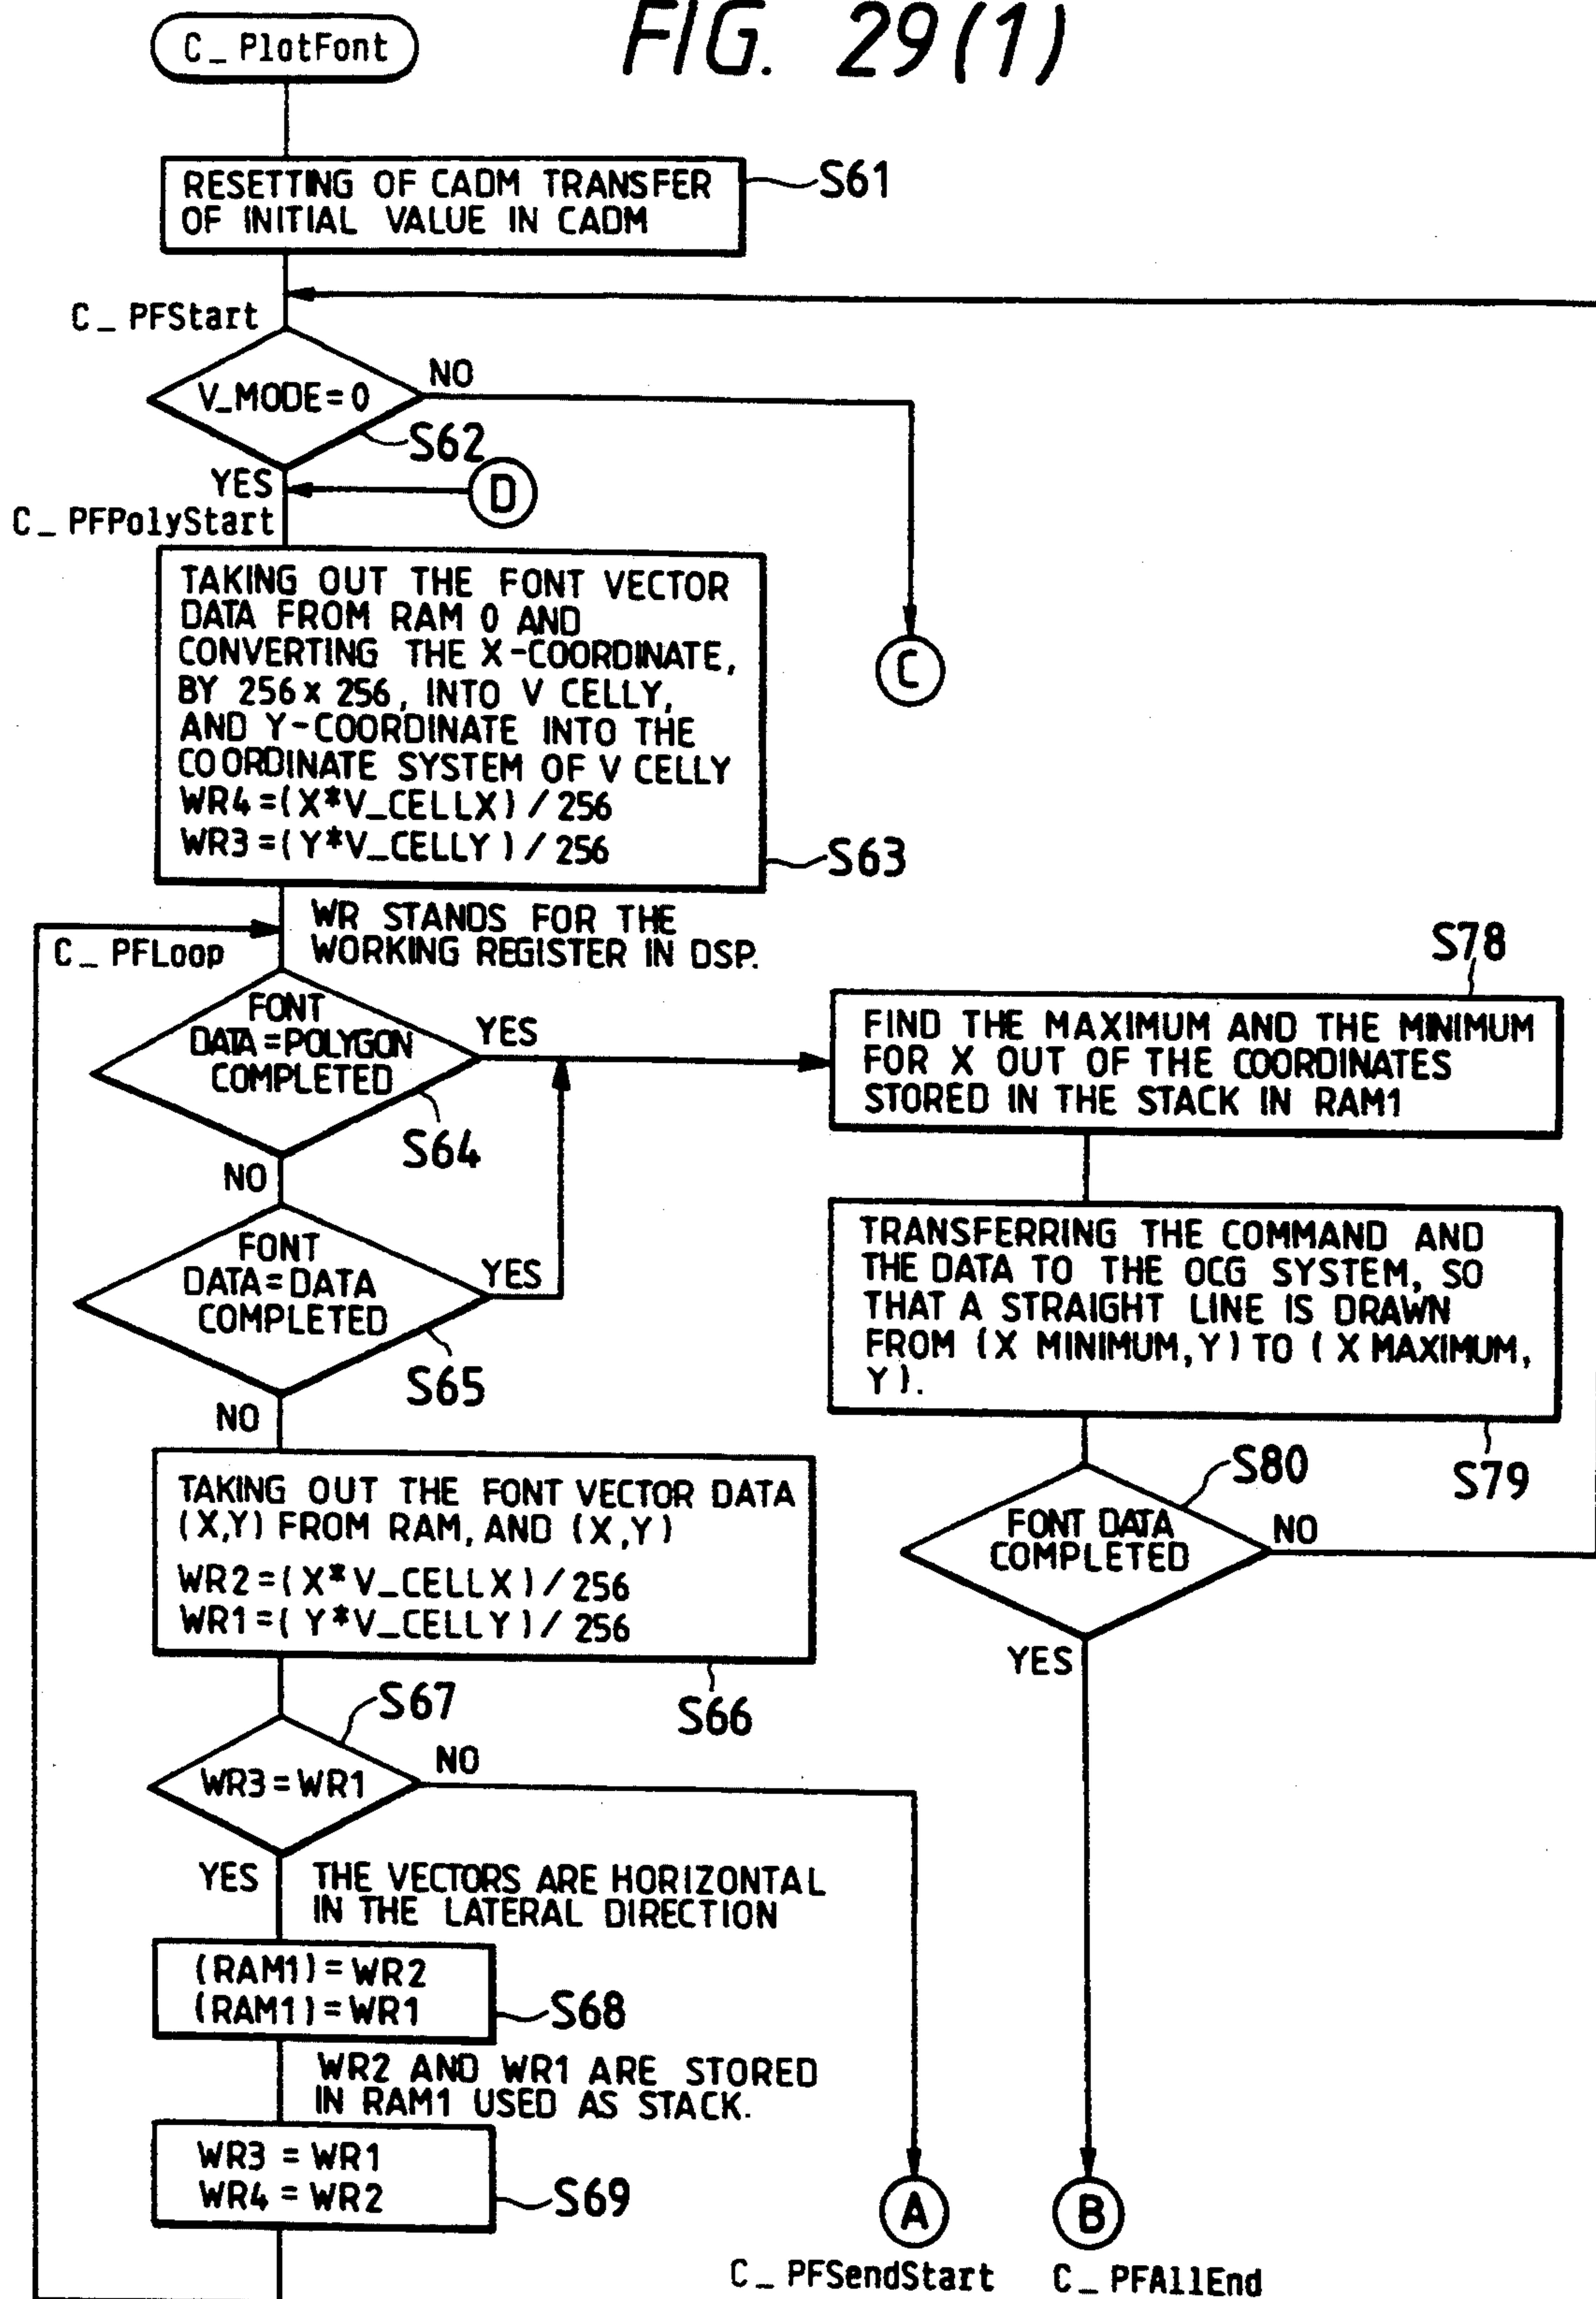 FIG. 29(1)
C_PlotFont
RESETTING OF CADM TRANSFER
OF INITIAL VALUE IN CADM
S61
C_PFStart
V_MODE=0
NO
S62
YES
D
C_PFPolyStart
C
TAKING OUT THE FONT VECTOR
DATA FROM RAM 0 AND
CONVERTING THE X-COORDINATE,
BY 256x256, INTO V CELLY,
AND Y-COORDINATE INTO THE
COORDINATE SYSTEM OF V CELLY
WR4=(X*V_CELLX)/256
WR3=(Y*V_CELLY)/256
S63
WR STANDS FOR THE
WORKING REGISTER IN DSP.
C_PFLoop
FONT
DATA=POLYGON
COMPLETED
YES
S64
NO
FONT
DATA=DATA
COMPLETED
YES
S65
NO
TAKING OUT THE FONT VECTOR DATA
(X,Y) FROM RAM, AND (X,Y)
WR2=(X*V_CELLX)/256
WR1=(Y*V_CELLY)/256
S66
S67
WR3=WR1
NO
YES
THE VECTORS ARE HORIZONTAL
IN THE LATERAL DIRECTION
(RAM1)=WR2
(RAM1)=WR1
S68
WR2 AND WR1 ARE STORED
IN RAM1 USED AS STACK.
WR3 = WR1
WR4 = WR2
S69
S78
FIND THE MAXIMUM AND THE MINIMUM
FOR X OUT OF THE COORDINATES
STORED IN THE STACK IN RAM1
TRANSFERRING THE COMMAND AND
THE DATA TO THE OCG SYSTEM, SO
THAT A STRAIGHT LINE IS DRAWN
FROM (X MINIMUM,Y) TO (X MAXIMUM,
Y).
S79
S80
FONT DATA
COMPLETED
NO
YES
A
C_PFSendStart
B
C_PFAllEnd